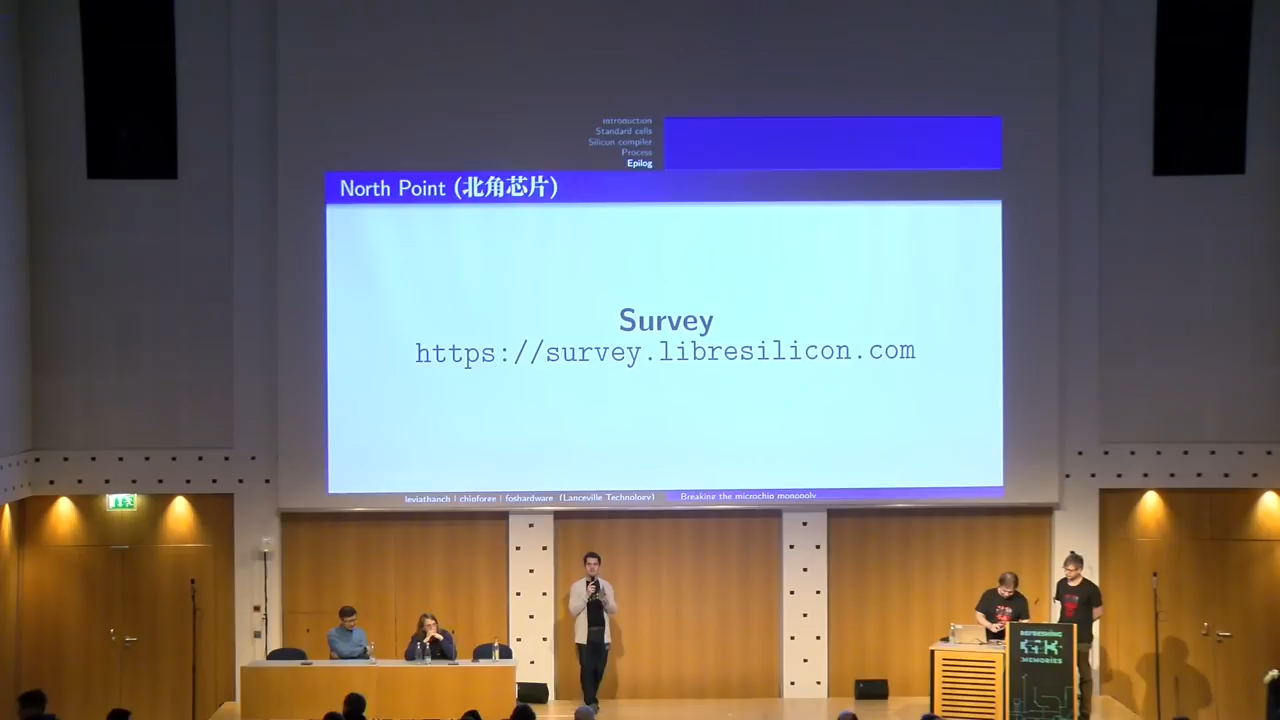 Introduction
Standard cells
Silicon compiler
Process
Epilog
North Point (北角芯片)
Survey
https://survey.libresilicon.com
leviathanch | chipforge | foshardware (Lanceville Technology)
Breaking the microchip monopoly
REFRESHING
MEMORIES